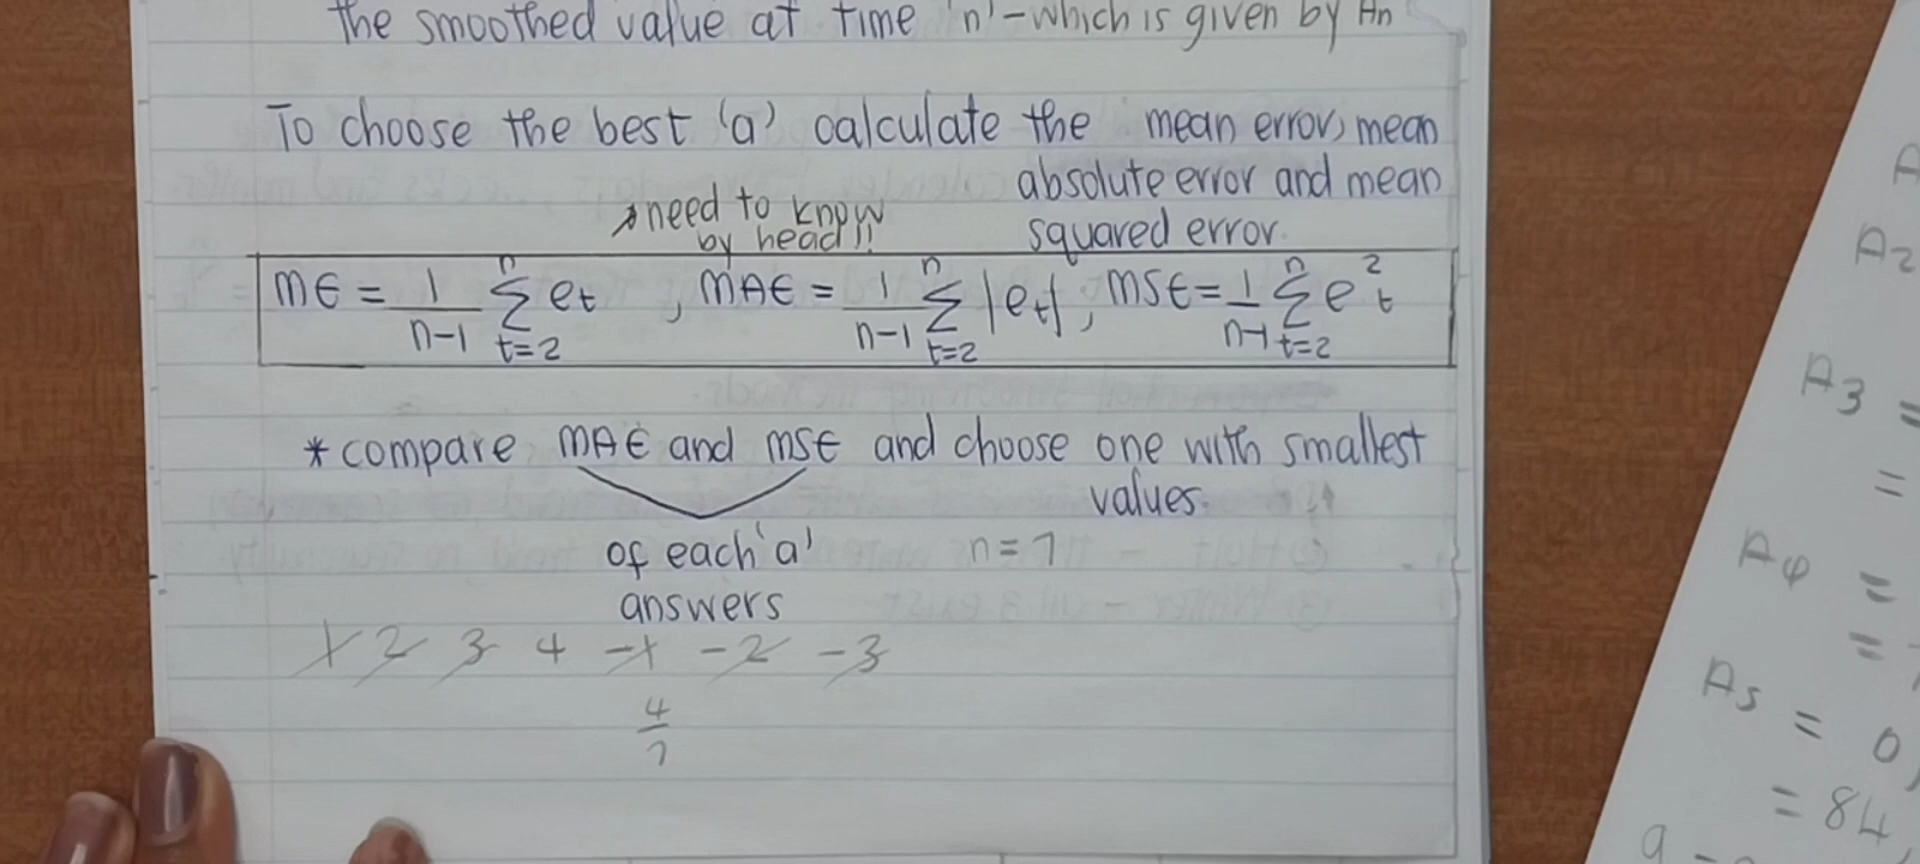 the smoothed value at time 'n' - which is given by An
To choose the best 'a' calculate the mean error, mean
absolute error and mean
squared error.
need to know
by head!!
ME = 1/(n-1) n∑t=2 et , MAE = 1/(n-1) n∑t=2 |et| , MSE = 1/(n-1) n∑t=2 e²t
* compare MAE and MSE and choose one with smallest
values.
of each 'a' n = 7
answers
1 2 3 4 -1 -2 -3
4/7
A2
A3 =
=
A4 =
=
A5 = 0,
= 84,